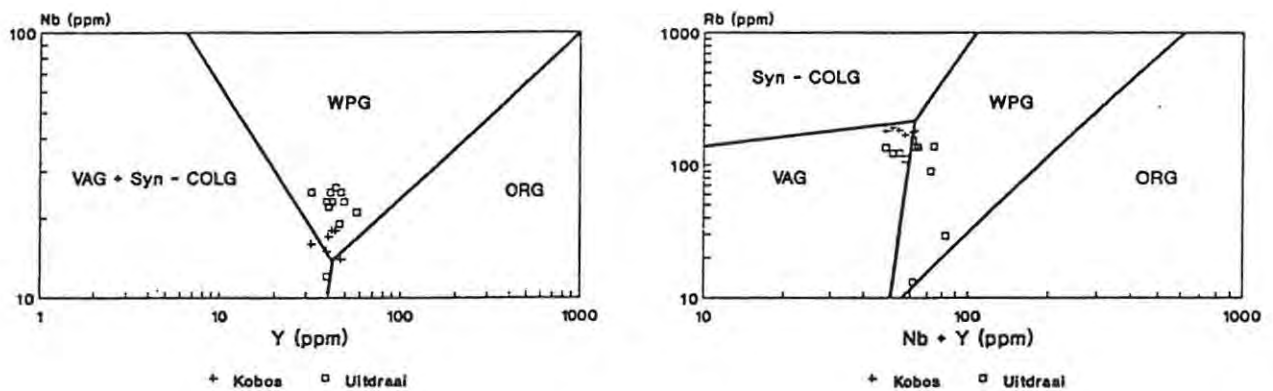 Nb (ppm)
100
10
WPG
VAG + Syn - COLG
ORG
1 10 100 1000
Y (ppm)
+ Kobos □ Uitdraai
Rb (ppm)
1000
100
10
Syn - COLG
WPG
VAG
ORG
10 100 1000
Nb + Y (ppm)
+ Kobos □ Uitdraai